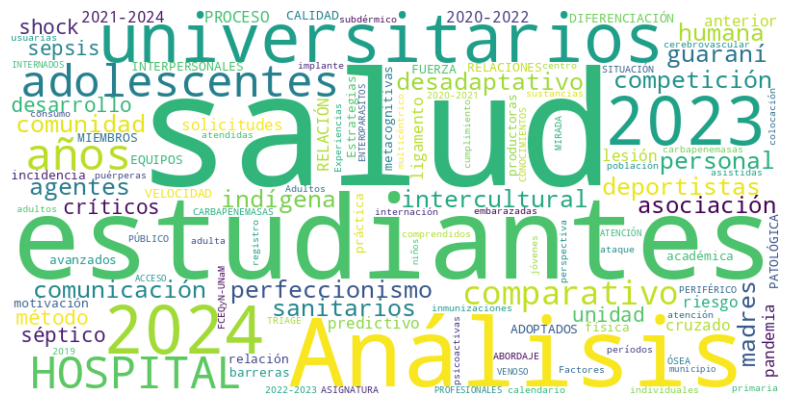 2021-2024 PROCESO CALIDAD subdérmico 2020-2022 DIFERENCIACIÓN anterior
shock universitarios humana
usuarias sepsis cerebrovascular guaraní
INTERNADOS INTERPERSONALES implante FUERZA RELACIONES centro SITUACIÓN
adolescentes salud desadaptativo competición
desarrollo consumo Estrategias 2020-2021 sustancias colocación
comunidad solicitudes RELACIÓN Experiencias ENTEROPARÁSITOS metacognitivas multicéntrico ligamento cumplimiento productoras CONOCIMIENTOS MIRADA 2023
MIEMBROS atendidas carbapenemasas
años EQUIPOS lesión personal
incidencia puérperas población asistidas
agentes VELOCIDAD Adultos indígena intercultural deportistas
críticos CARBAPENEMASAS práctica internación embarazadas asociación
adultos estudiantes
PÚBLICO adulta registro comprendidos niños jóvenes perspectiva ATENCIÓN ataque académica PATOLÓGICA
avanzados ACCESO
comunicación FCEQyN-UNaM perfeccionismo comparativo PERIFÉRICO riesgo
motivación sanitarios inmunizaciones unidad atención madres pandemia
método 2024 TRIAGE predictivo Análisis ADOPTADOS física cruzado
séptico períodos
2019 relación psicoactivas ABORDAJE ÓSEA
HOSPITAL barreras VENOSO Factores municipio
2022-2023 ASIGNATURA PROFESIONALES calendario individuales primaria